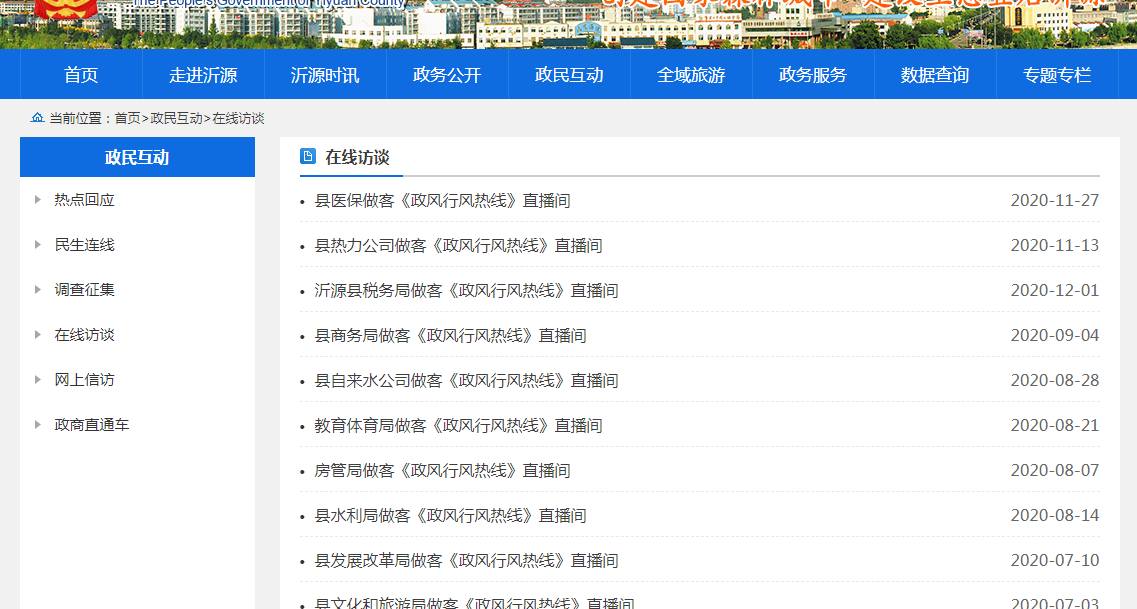 The People's Government of Yiyuan County
首页 走进沂源 沂源时讯 政务公开 政民互动 全域旅游 政务服务 数据查询 专题专栏
当前位置：首页>政民互动>在线访谈
政民互动
热点回应
民生连线
调查征集
在线访谈
网上信访
政商直通车
在线访谈
• 县医保做客《政风行风热线》直播间 2020-11-27
• 县热力公司做客《政风行风热线》直播间 2020-11-13
• 沂源县税务局做客《政风行风热线》直播间 2020-12-01
• 县商务局做客《政风行风热线》直播间 2020-09-04
• 县自来水公司做客《政风行风热线》直播间 2020-08-28
• 教育体育局做客《政风行风热线》直播间 2020-08-21
• 房管局做客《政风行风热线》直播间 2020-08-07
• 县水利局做客《政风行风热线》直播间 2020-08-14
• 县发展改革局做客《政风行风热线》直播间 2020-07-10
• 县文化和旅游局做客《政风行风热线》直播间 2020-07-03